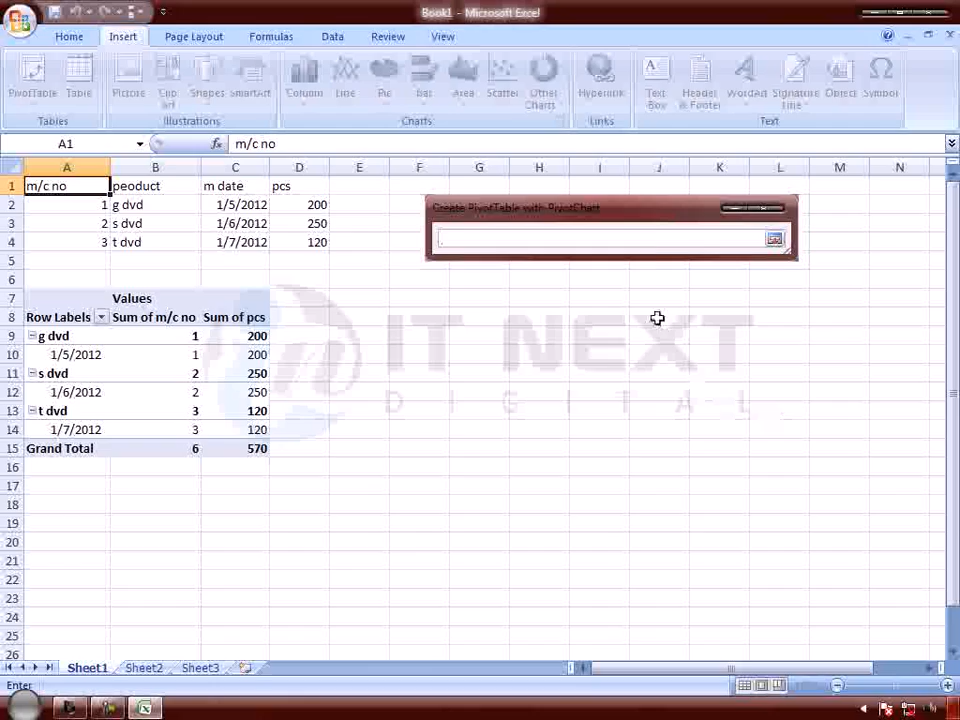 Book1 - Microsoft Excel
Home Insert Page Layout Formulas Data Review View
PivotTable Table Picture Clip Art Shapes SmartArt Column Line Pie Bar Area Scatter Other Charts Hyperlink Text Box Header & Footer WordArt Signature Line Object Symbol
Tables Illustrations Charts Links Text
A1 fx m/c no
A B C D E F G H I J K L M N
1 m/c no peoduct m date pcs
2 1 g dvd 1/5/2012 200
Create PivotTable with PivotChart
3 2 s dvd 1/6/2012 250
4 3 t dvd 1/7/2012 120
5
6
7 Values
8 Row Labels Sum of m/c no Sum of pcs
9 g dvd 1 200
10 1/5/2012 1 200
11 s dvd 2 250
12 1/6/2012 2 250
13 t dvd 3 120
14 1/7/2012 3 120
15 Grand Total 6 570
IT NEXT
DIGITAL
16
17
18
19
20
21
22
23
24
25
26
Sheet1 Sheet2 Sheet3
Enter